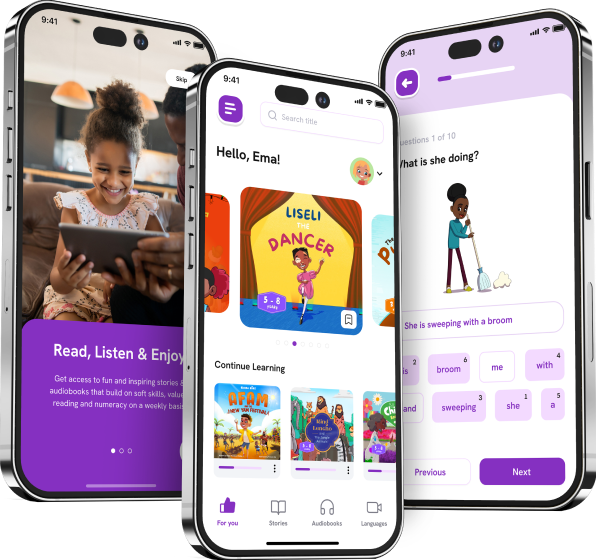 9:41
Skip
Read, Listen & Enjoy
Get access to fun and inspiring stories &
audiobooks that build on soft skills,
reading and numeracy on a weekly basis
9:41
Search title
Hello, Ema!
LISELI
THE
DANCER
5 - 8
YEARS
Continue Learning
AFAM
AND THE
NEW YAM FESTIVAL
For you
Stories
Audiobooks
Languages
9:41
uestions 1 of 10
hat is she doing?
She is sweeping with a broom
is 2
broom 6
me
with 4
and
sweeping 3
she 1
a 5
Previous
Next